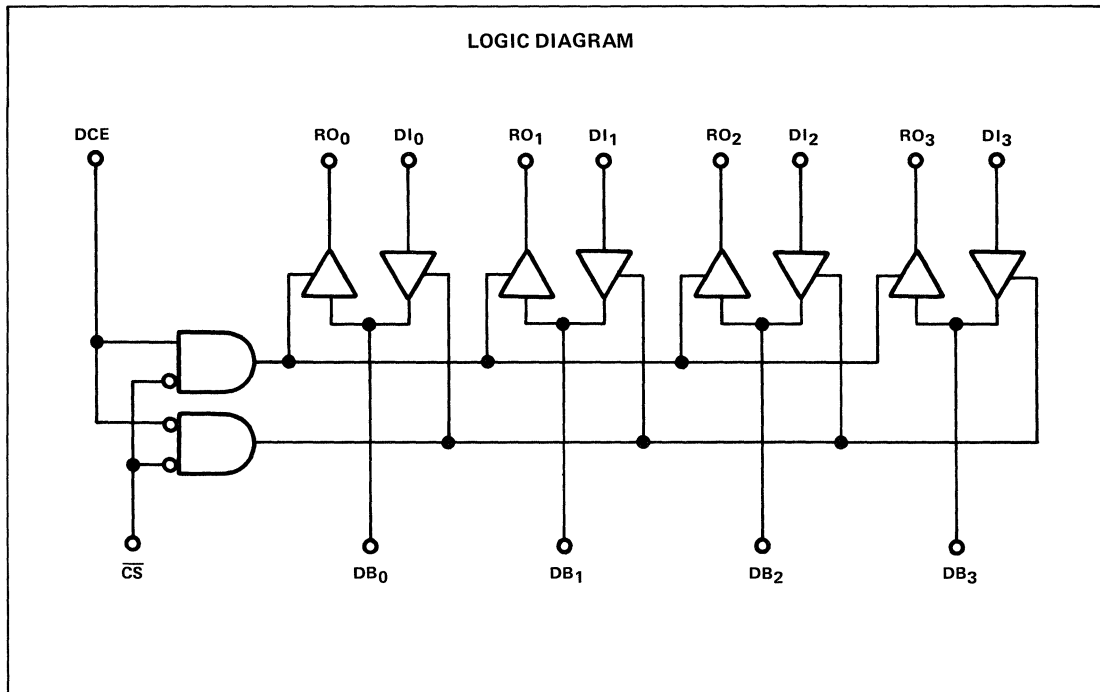 LOGIC DIAGRAM
DCE RO0 DI0 RO1 DI1 RO2 DI2 RO3 DI3
CS DB0 DB1 DB2 DB3